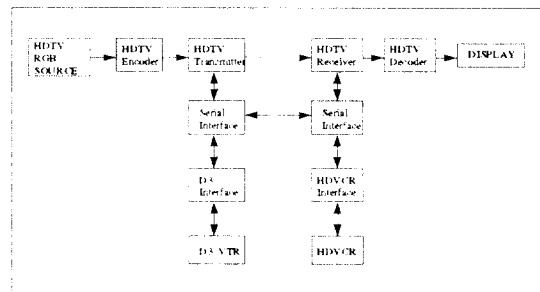 HDTV
RGB
SOURCE
HDTV
Encoder
HDTV
Transmitter
HDTV
Receiver
HDTV
Decoder
DISPLAY
Serial
Interface
Serial
Interface
D3
Interface
HDVCR
Interface
D3 VTR
HDVCR